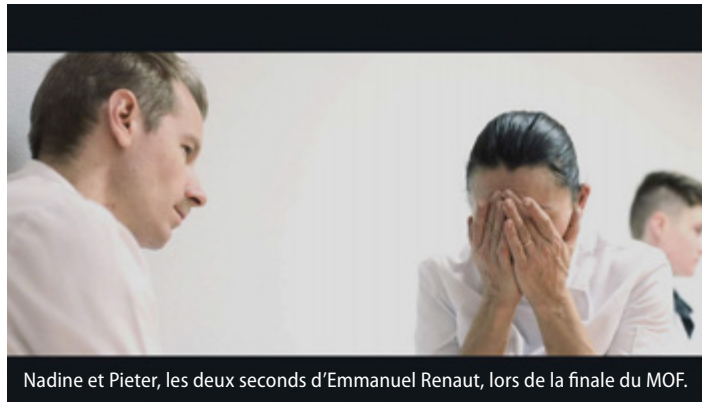 Nadine et Pieter, les deux seconds d’Emmanuel Renaut, lors de la finale du MOF.